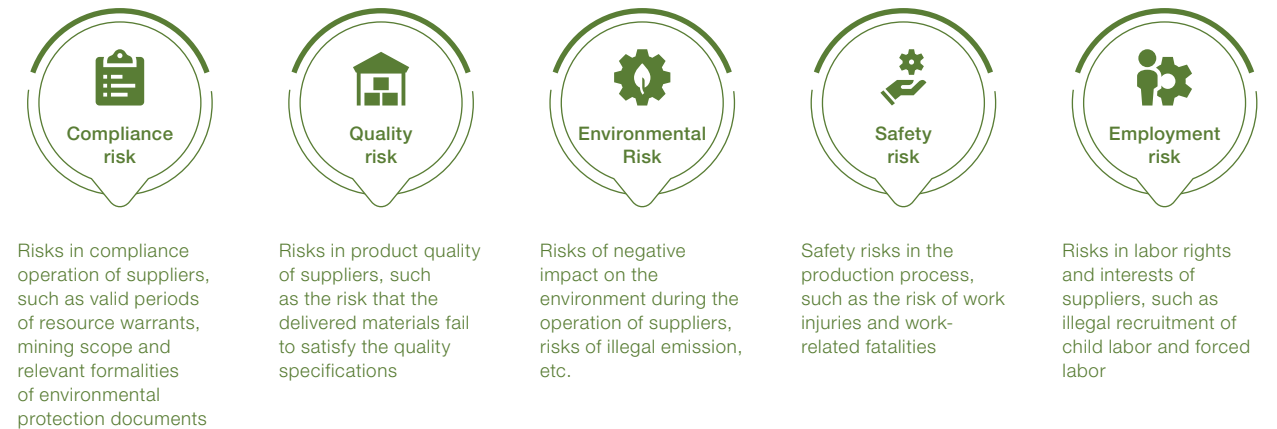 Compliance
risk
Risks in compliance
operation of suppliers,
such as valid periods
of resource warrants,
mining scope and
relevant formalities
of environmental
protection documents
Quality
risk
Risks in product quality
of suppliers, such
as the risk that the
delivered materials fail
to satisfy the quality
specifications
Environmental
Risk
Risks of negative
impact on the
environment during the
operation of suppliers,
risks of illegal emission,
etc.
Safety
risk
Safety risks in the
production process,
such as the risk of work
injuries and work-
related fatalities
Employment
risk
Risks in labor rights
and interests of
suppliers, such as
illegal recruitment of
child labor and forced
labor